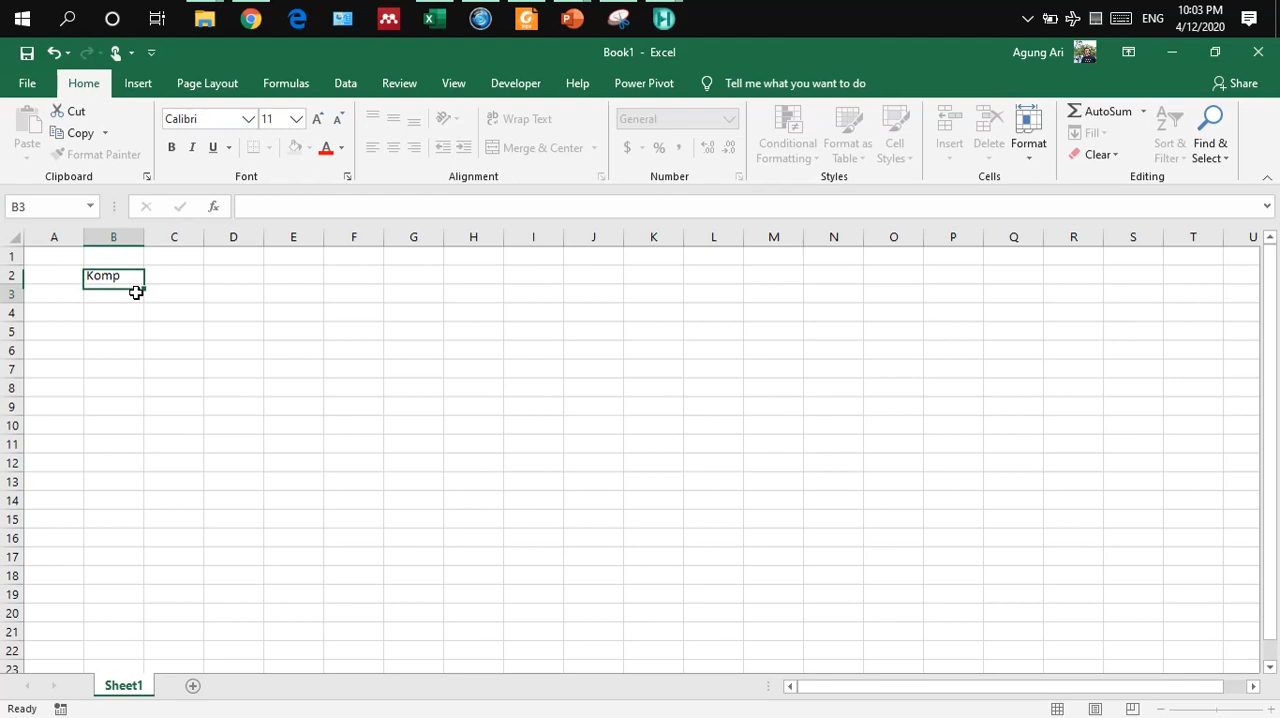 10:03 PM
ENG
4/12/2020
Book1 - Excel
Agung Ari
File Home Insert Page Layout Formulas Data Review View Developer Help Power Pivot Tell me what you want to do Share
Paste
Cut
Copy
Format Painter
Clipboard
Calibri 11
B I U A
Font
Wrap Text
Merge & Center
Alignment
General
$ % ,
Number
Conditional Formatting
Format as Table
Cell Styles
Styles
Insert
Delete
Format
Cells
AutoSum
Fill
Clear
Sort & Filter
Find & Select
Editing
B3 fx
A B C D E F G H I J K L M N O P Q R S T U
1
2 Komp
3
4
5
6
7
8
9
10
11
12
13
14
15
16
17
18
19
20
21
22
23
Sheet1
Ready